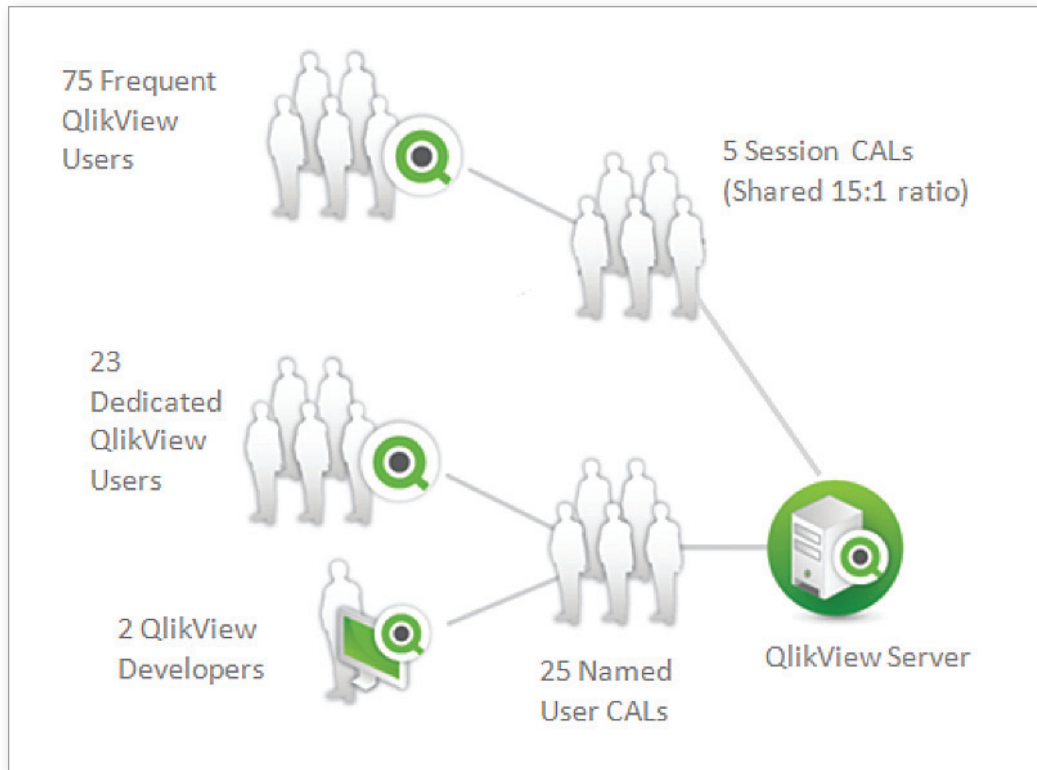 75 Frequent
QlikView
Users
5 Session CALs
(Shared 15:1 ratio)
23
Dedicated
QlikView
Users
2 QlikView
Developers
25 Named
User CALs
QlikView Server